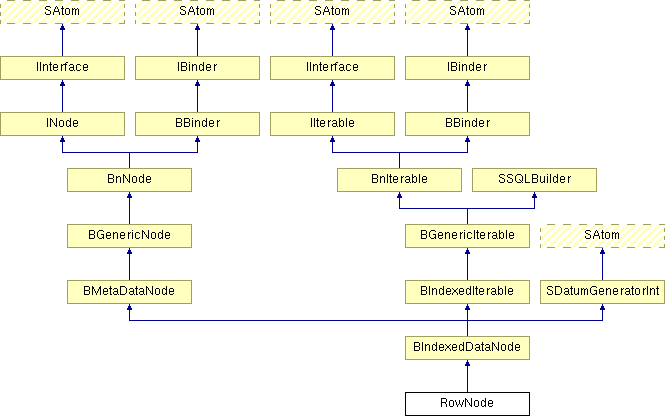 SAtom
SAtom
SAtom
SAtom
IInterface
IBinder
IInterface
IBinder
INode
BBinder
IIterable
BBinder
BnNode
BnIterable
SSQLBuilder
BGenericNode
BGenericIterable
SAtom
BMetaDataNode
BIndexedIterable
SDatumGeneratorInt
BIndexedDataNode
RowNode